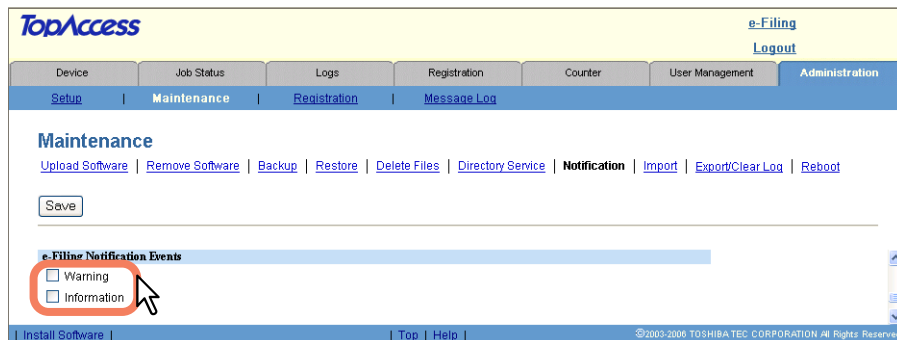 TopAccess
e-Filing
Logout
Device Job Status Logs Registration Counter User Management Administration
Setup | Maintenance | Registration | Message Log
Maintenance
Upload Software | Remove Software | Backup | Restore | Delete Files | Directory Service | Notification | Import | Export/Clear Log | Reboot
Save
e-Filing Notification Events
Warning
Information
| Install Software | | Top | Help | ©2003-2006 TOSHIBA TEC CORPORATION All Rights Reserve